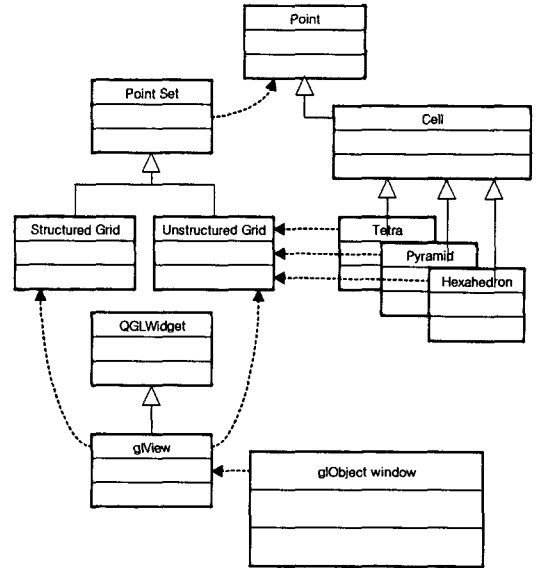 Point
Point Set
Cell
Structured Grid
Unstructured Grid
Tetra
Pyramid
Hexahedron
QGLWidget
glView
glObject window